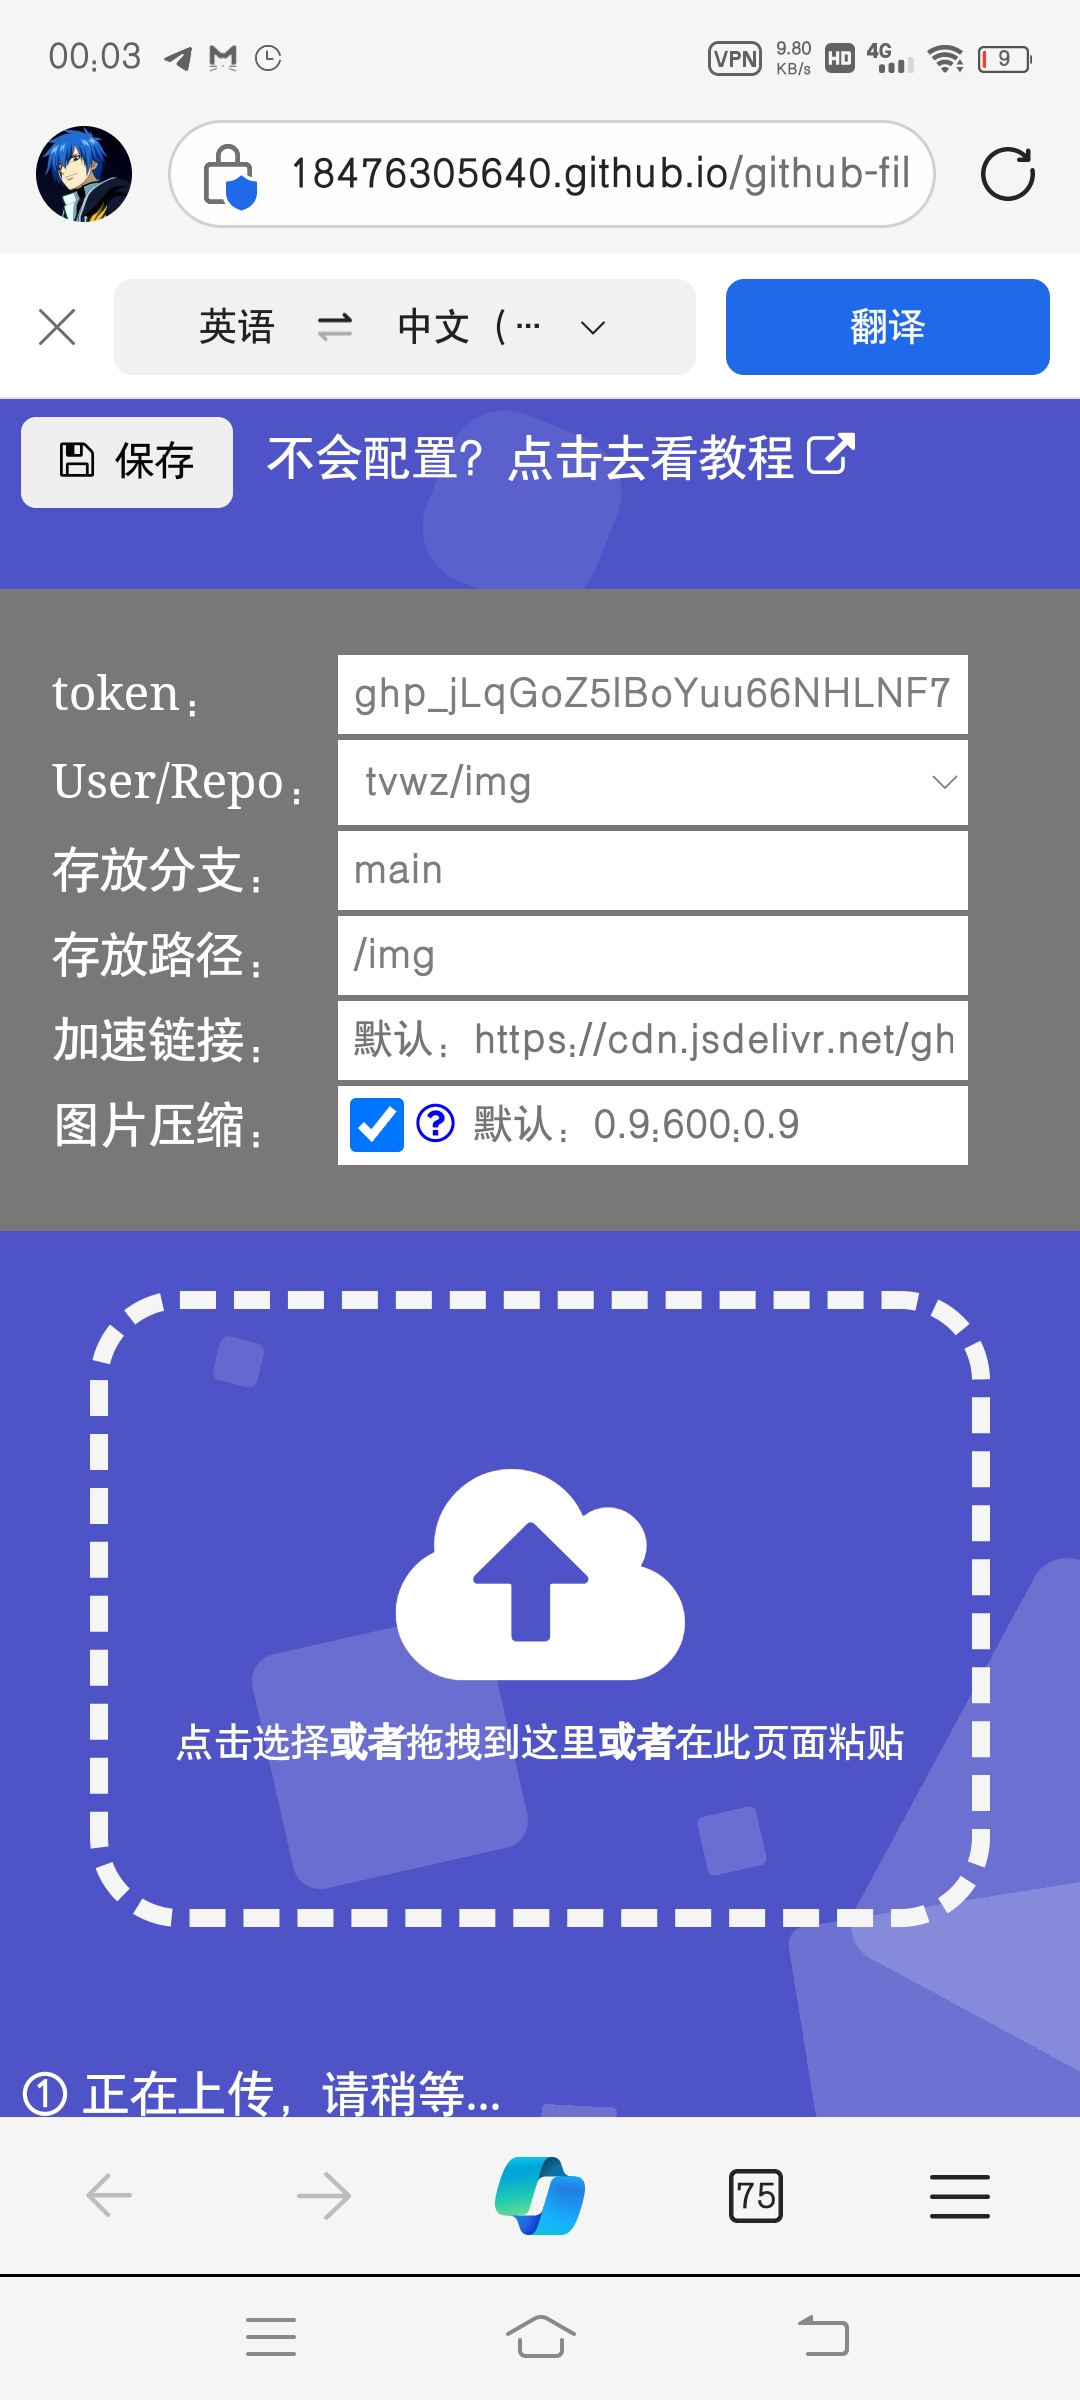 00:03 VPN 9.80 KB/s HD 4G 9
18476305640.github.io/github-fil
英语 中文（… 翻译
保存 不会配置？点击去看教程
token： ghp_jLqGoZ5lBoYuu66NHLNF7
User/Repo： tvwz/img
存放分支： main
存放路径： /img
加速链接： 默认：https://cdn.jsdelivr.net/gh
图片压缩： 默认：0.9:600:0.9
点击选择或者拖拽到这里或者在此页面粘贴
① 正在上传，请稍等...
75